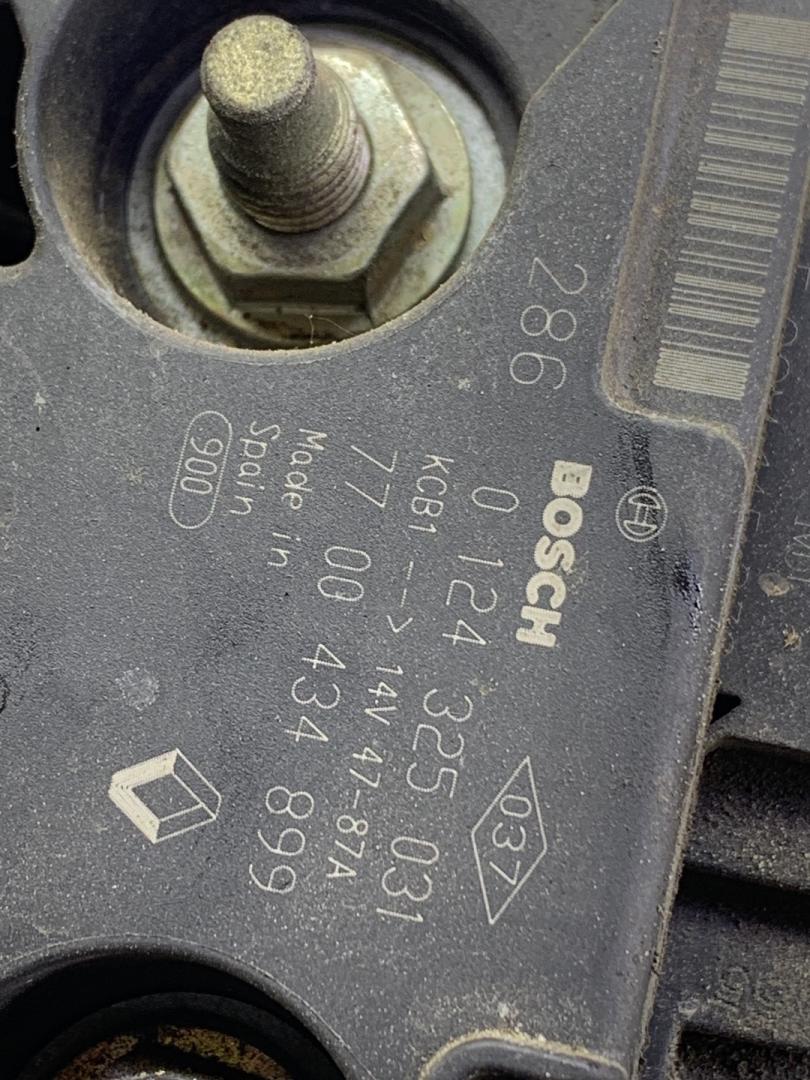 286
BOSCH
0 124 325 031
KCB1 --> 14V 47-87A
77 00 434 899
Made in
Spain
900
037